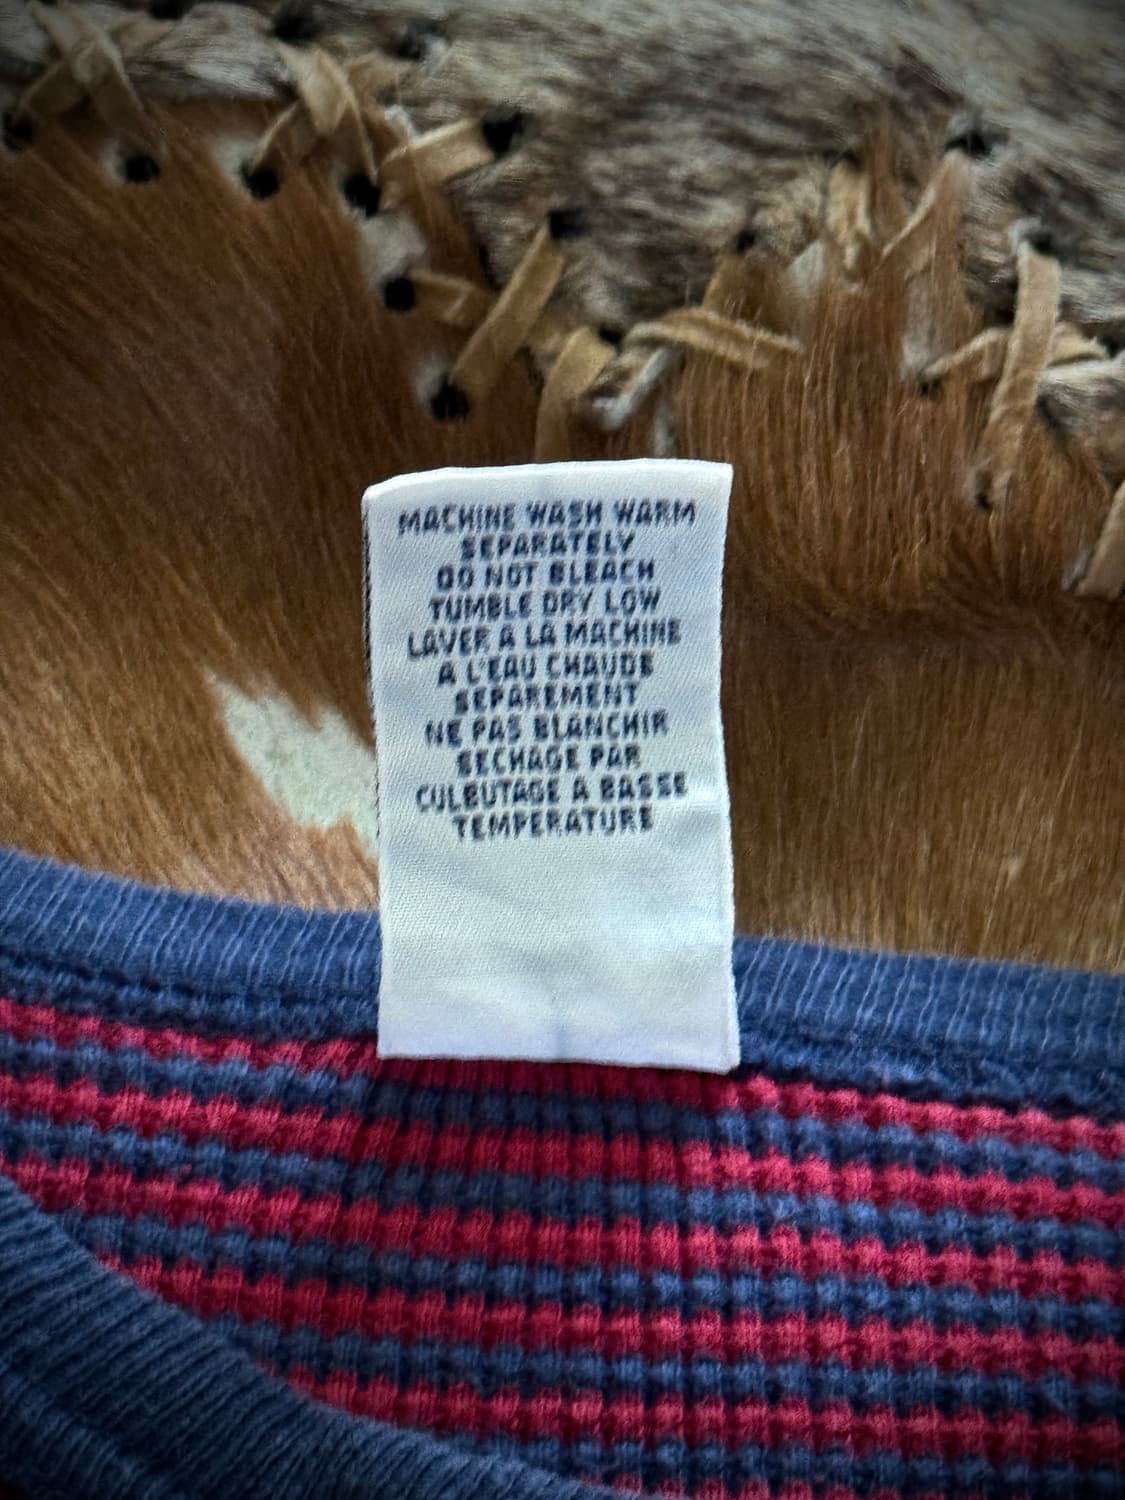 MACHINE WASH WARM
SEPARATELY
DO NOT BLEACH
TUMBLE DRY LOW
LAVER A LA MACHINE
A L'EAU CHAUDE
SEPAREMENT
NE PAS BLANCHIR
SECHAGE PAR
CULBUTAGE A BASSE
TEMPERATURE